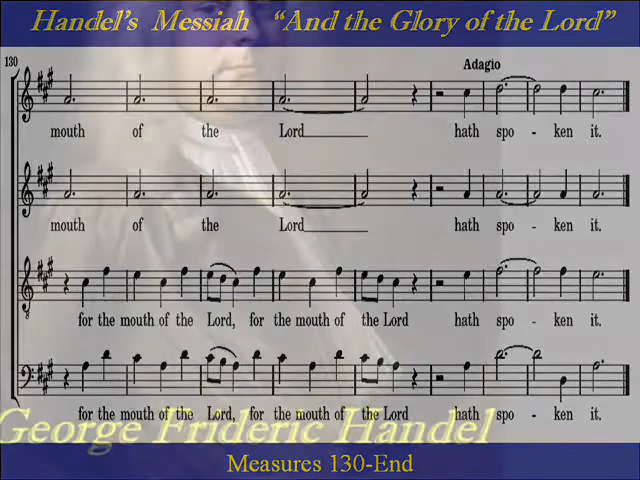 Handel's Messiah "And the Glory of the Lord"
130
Adagio
mouth of the Lord________ hath spo - ken it.
mouth of the Lord________ hath spo - ken it.
for the mouth of the Lord, for the mouth of the Lord hath spo - ken it.
8
for the mouth of the Lord, for the mouth of the Lord hath spo - ken it.
George Frideric Handel
Measures 130-End